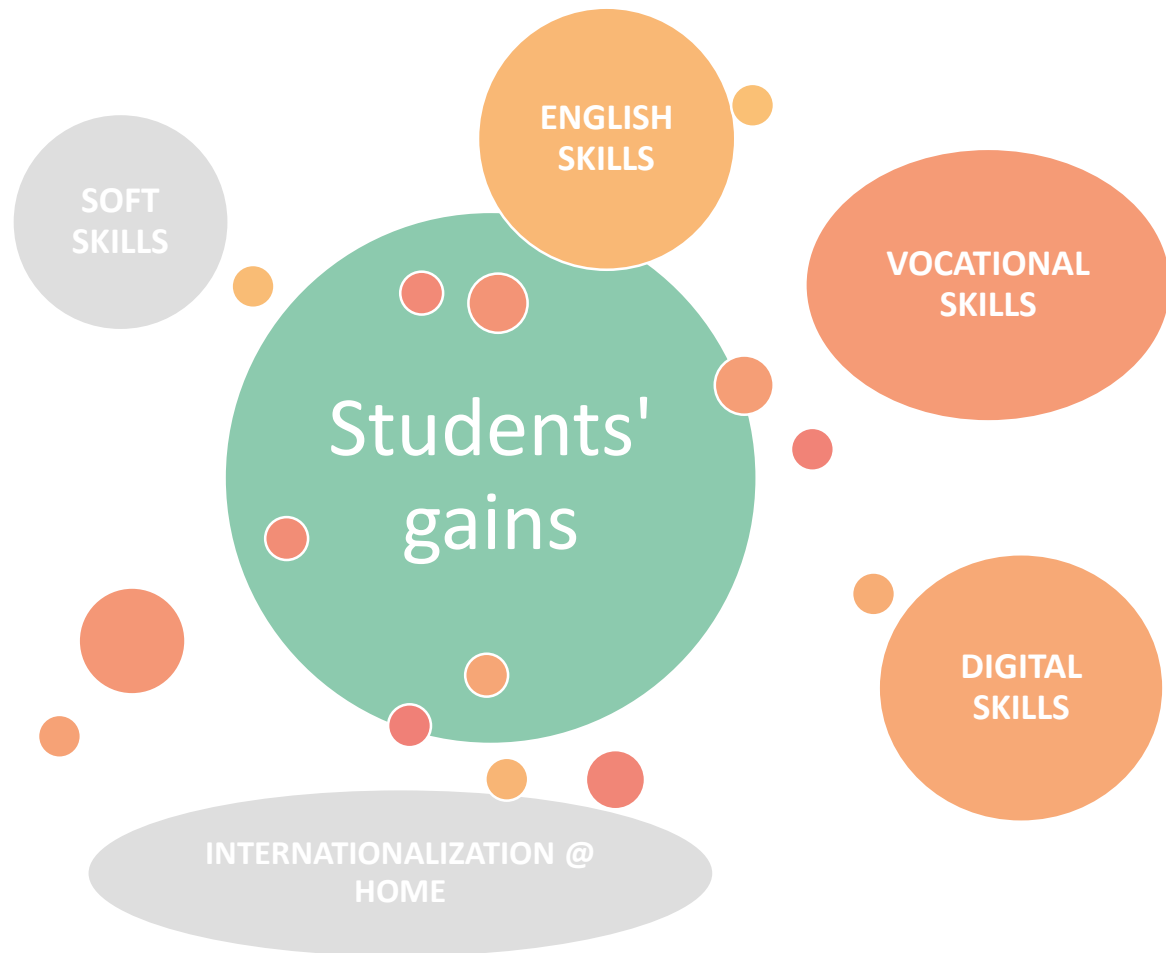 ENGLISH
SKILLS
SOFT
SKILLS
VOCATIONAL
SKILLS
Students'
gains
DIGITAL
SKILLS
INTERNATIONALIZATION @
HOME